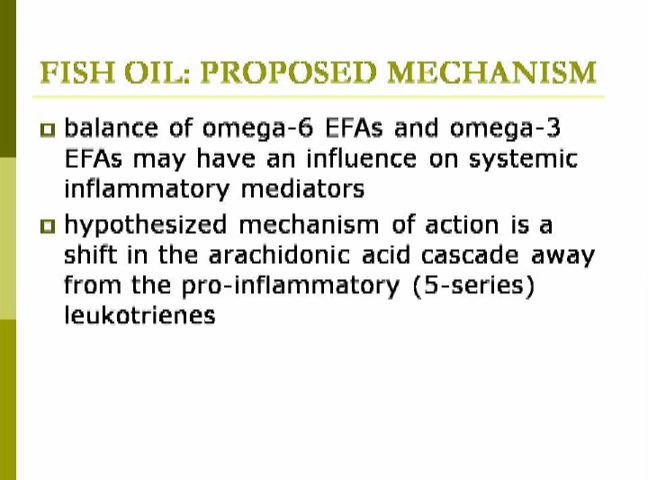 FISH OIL: PROPOSED MECHANISM
balance of omega-6 EFAs and omega-3
EFAs may have an influence on systemic
inflammatory mediators
hypothesized mechanism of action is a
shift in the arachidonic acid cascade away
from the pro-inflammatory (5-series)
leukotrienes